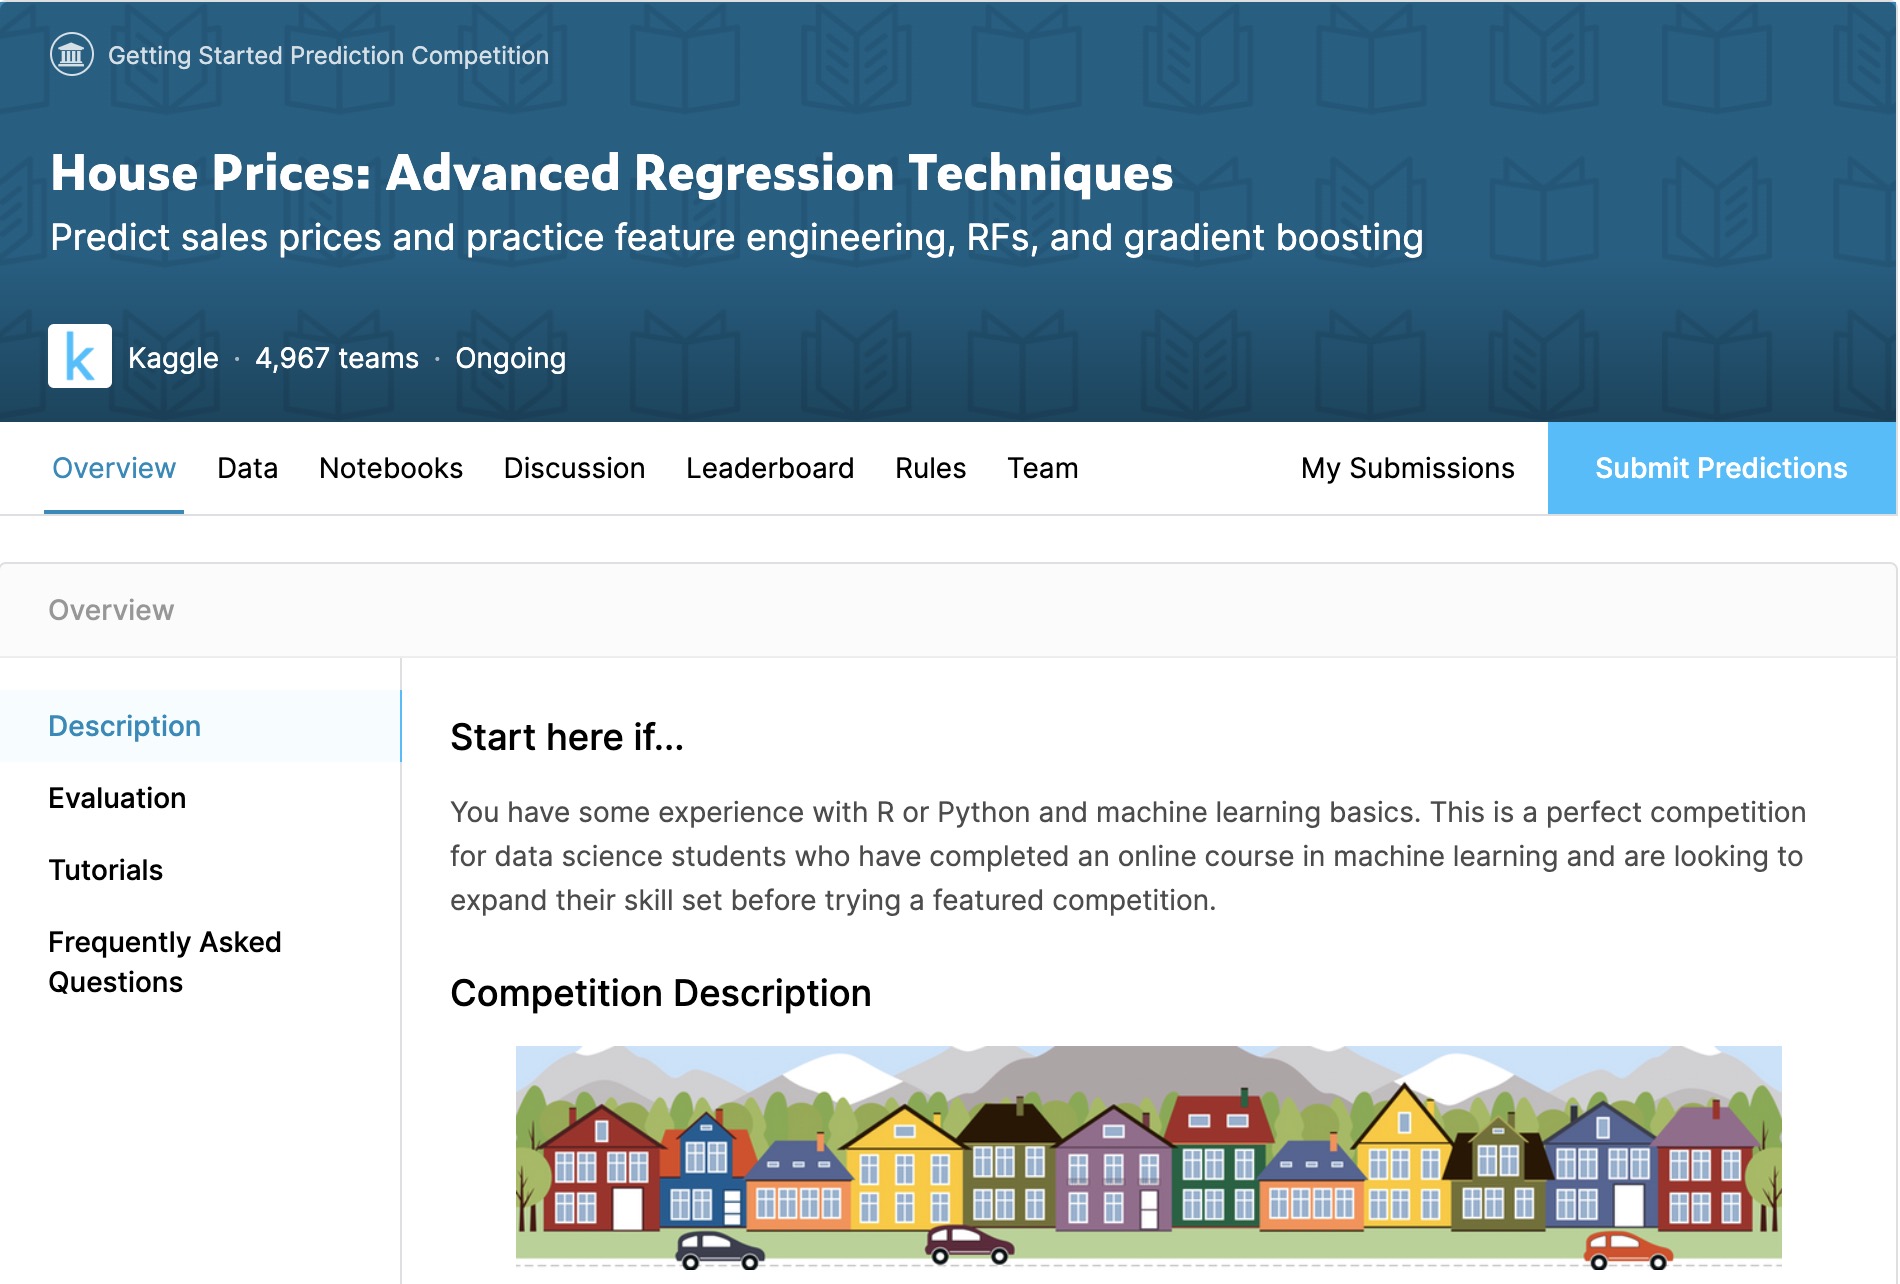 Getting Started Prediction Competition
House Prices: Advanced Regression Techniques
Predict sales prices and practice feature engineering, RFs, and gradient boosting
k
Kaggle · 4,967 teams · Ongoing
Overview Data Notebooks Discussion Leaderboard Rules Team My Submissions Submit Predictions
Overview
Description
Evaluation
Tutorials
Frequently Asked
Questions
Start here if...
You have some experience with R or Python and machine learning basics. This is a perfect competition
for data science students who have completed an online course in machine learning and are looking to
expand their skill set before trying a featured competition.
Competition Description